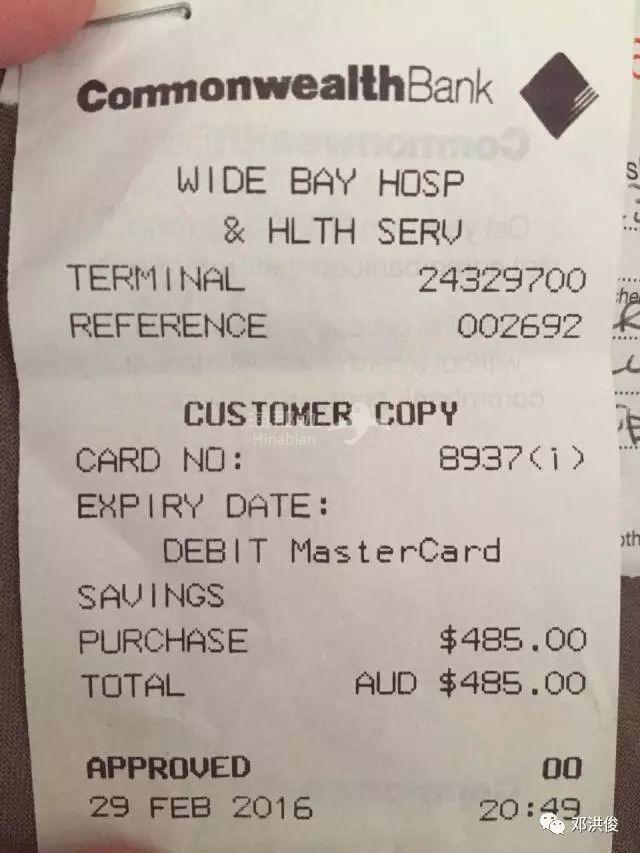 CommonwealthBank
WIDE BAY HOSP
& HLTH SERV
TERMINAL 24329700
REFERENCE 002692
CUSTOMER COPY
Hinabian
CARD NO: 8937(i)
EXPIRY DATE:
DEBIT MasterCard
SAVINGS
PURCHASE $485.00
TOTAL AUD $485.00
APPROVED 00
29 FEB 2016 20:49
邓洪俊